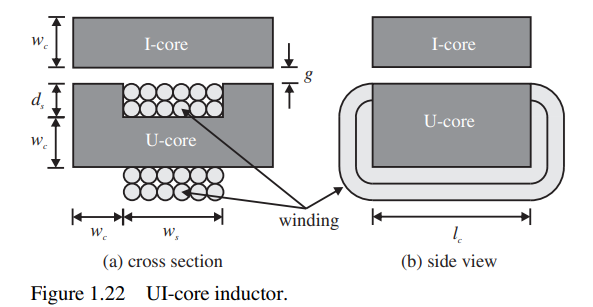 w_c
I-core
I-core
g
d_s
w_c
U-core
U-core
winding
w_c
w_s
l_c
(a) cross section
(b) side view
Figure 1.22 UI-core inductor.